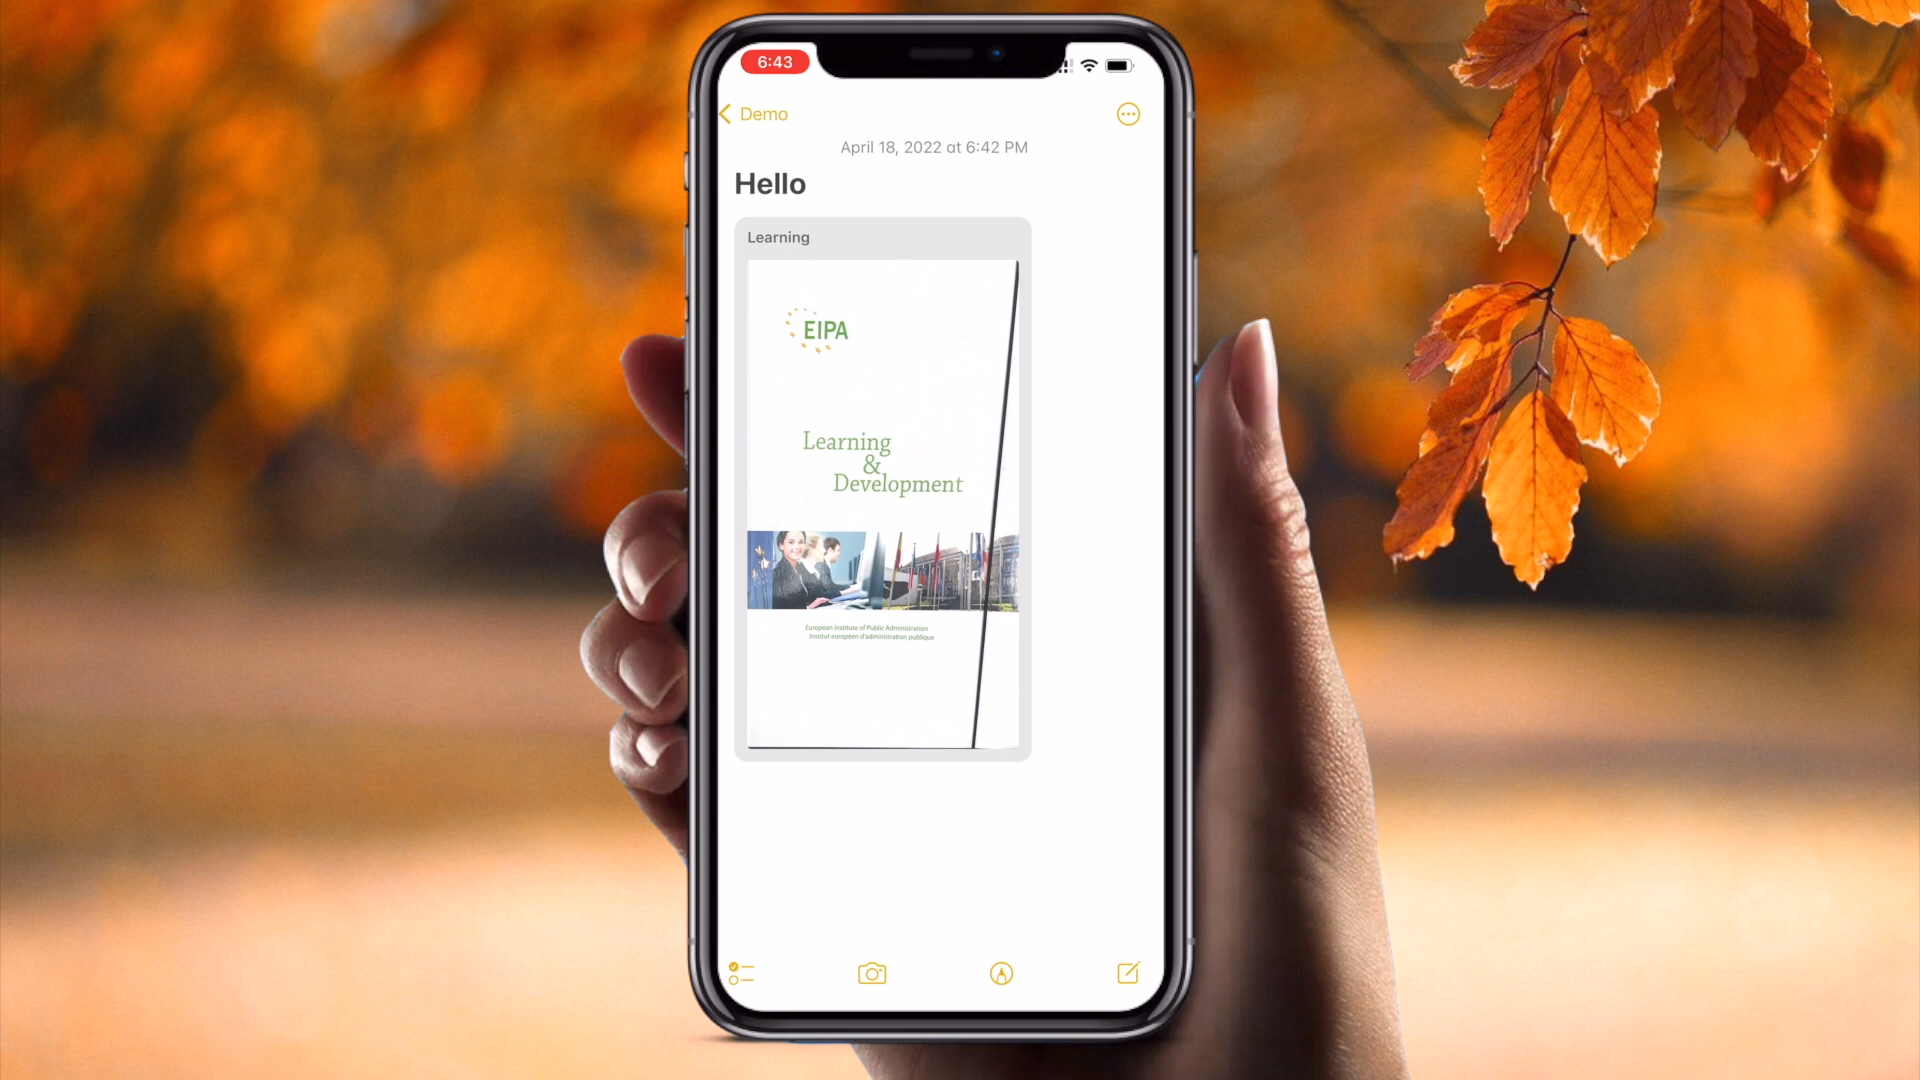 6:43
Demo
April 18, 2022 at 6:42 PM
Hello
Learning
EIPA
Learning
&
Development
European Institute of Public Administration
Institut européen d'administration publique